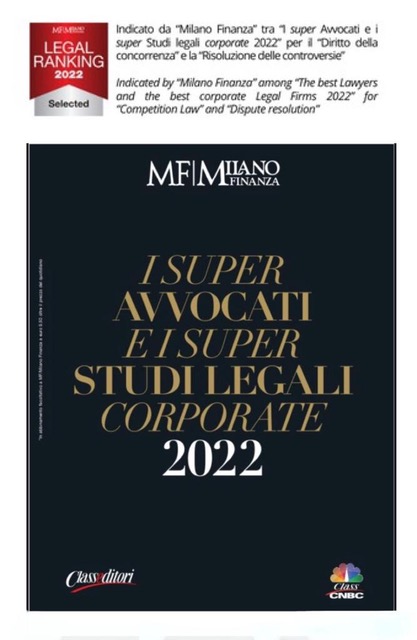 MF|MILANO FINANZA
LEGAL
RANKING
2022
Selected
Indicato da “Milano Finanza” tra “I super Avvocati e i
super Studi legali corporate 2022” per il “Diritto della
concorrenza” e la “Risoluzione delle controversie”
Indicated by “Milano Finanza” among “The best Lawyers
and the best corporate Legal Firms 2022” for
“Competition Law” and “Dispute resolution”
MF|MILANO
FINANZA
I SUPER
AVVOCATI
E I SUPER
STUDI LEGALI
CORPORATE
2022
Classeditori
Class
CNBC